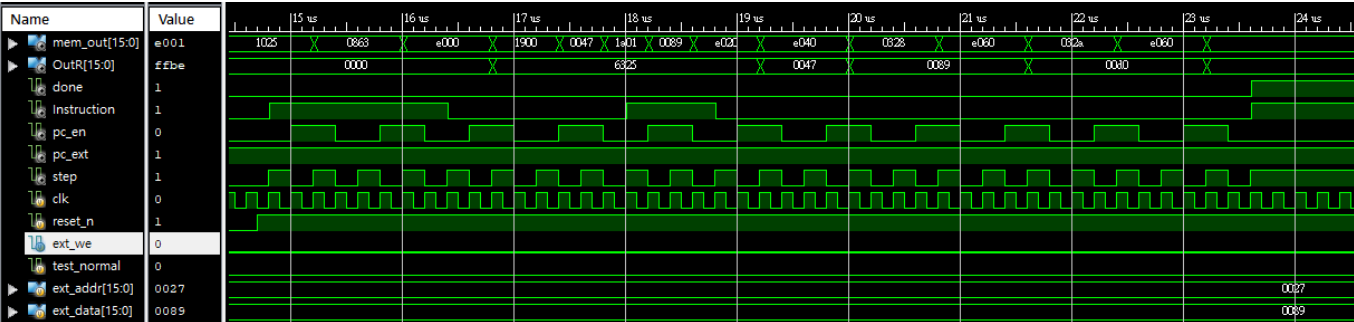 Name Value 15 us 16 us 17 us 18 us 19 us 20 us 21 us 22 us 23 us 24 us
mem_out[15:0] e001 1025 0863 e000 1900 0047 1e01 0089 e020 e040 0328 e060 032a e060
OutR[15:0] ffbe 0000 6325 0047 0089 00d0
done 1
Instruction 1
pc_en 0
pc_ext 1
step 1
clk 0
reset_n 1
ext_we 0
test_normal 0
ext_addr[15:0] 0027 0027
ext_data[15:0] 0089 0089